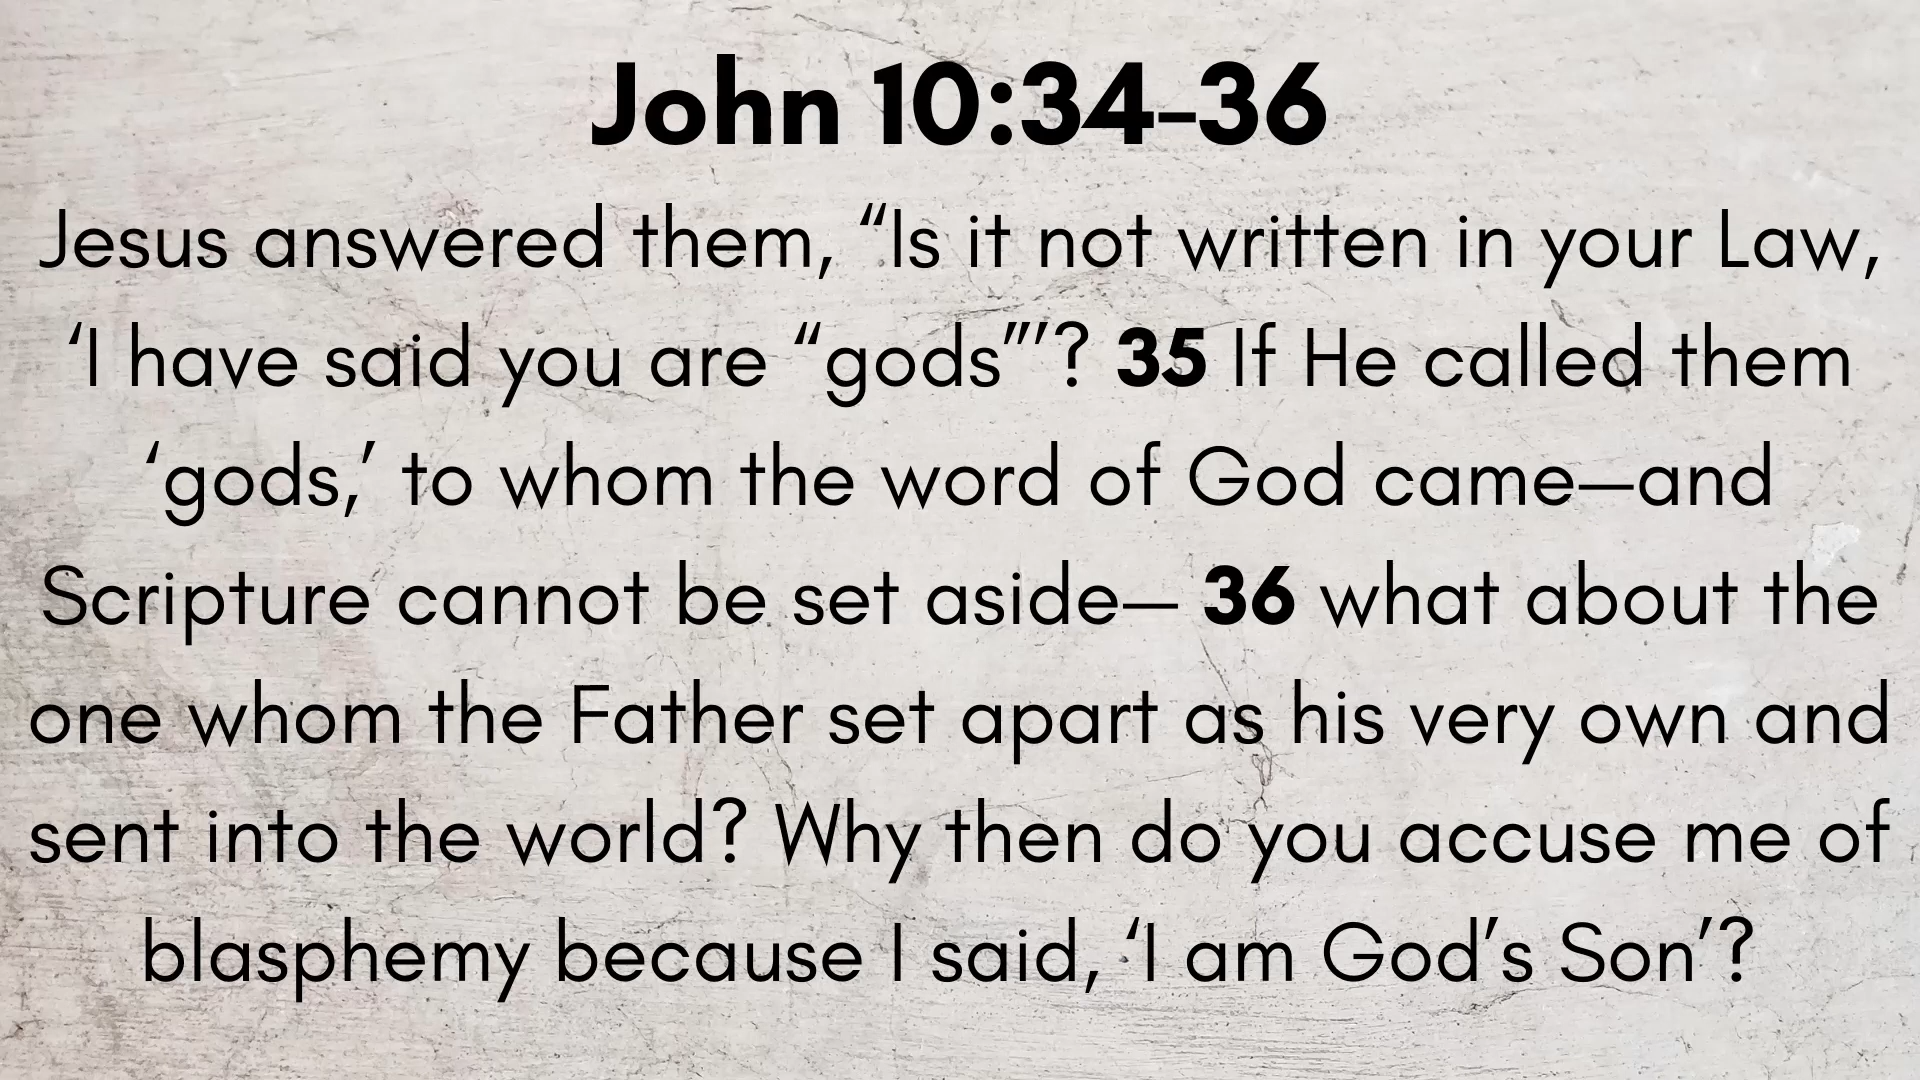 John 10:34–36
Jesus answered them, “Is it not written in your Law,
‘I have said you are “gods”’? 35 If He called them
‘gods,’ to whom the word of God came—and
Scripture cannot be set aside— 36 what about the
one whom the Father set apart as his very own and
sent into the world? Why then do you accuse me of
blasphemy because I said, ‘I am God’s Son’?